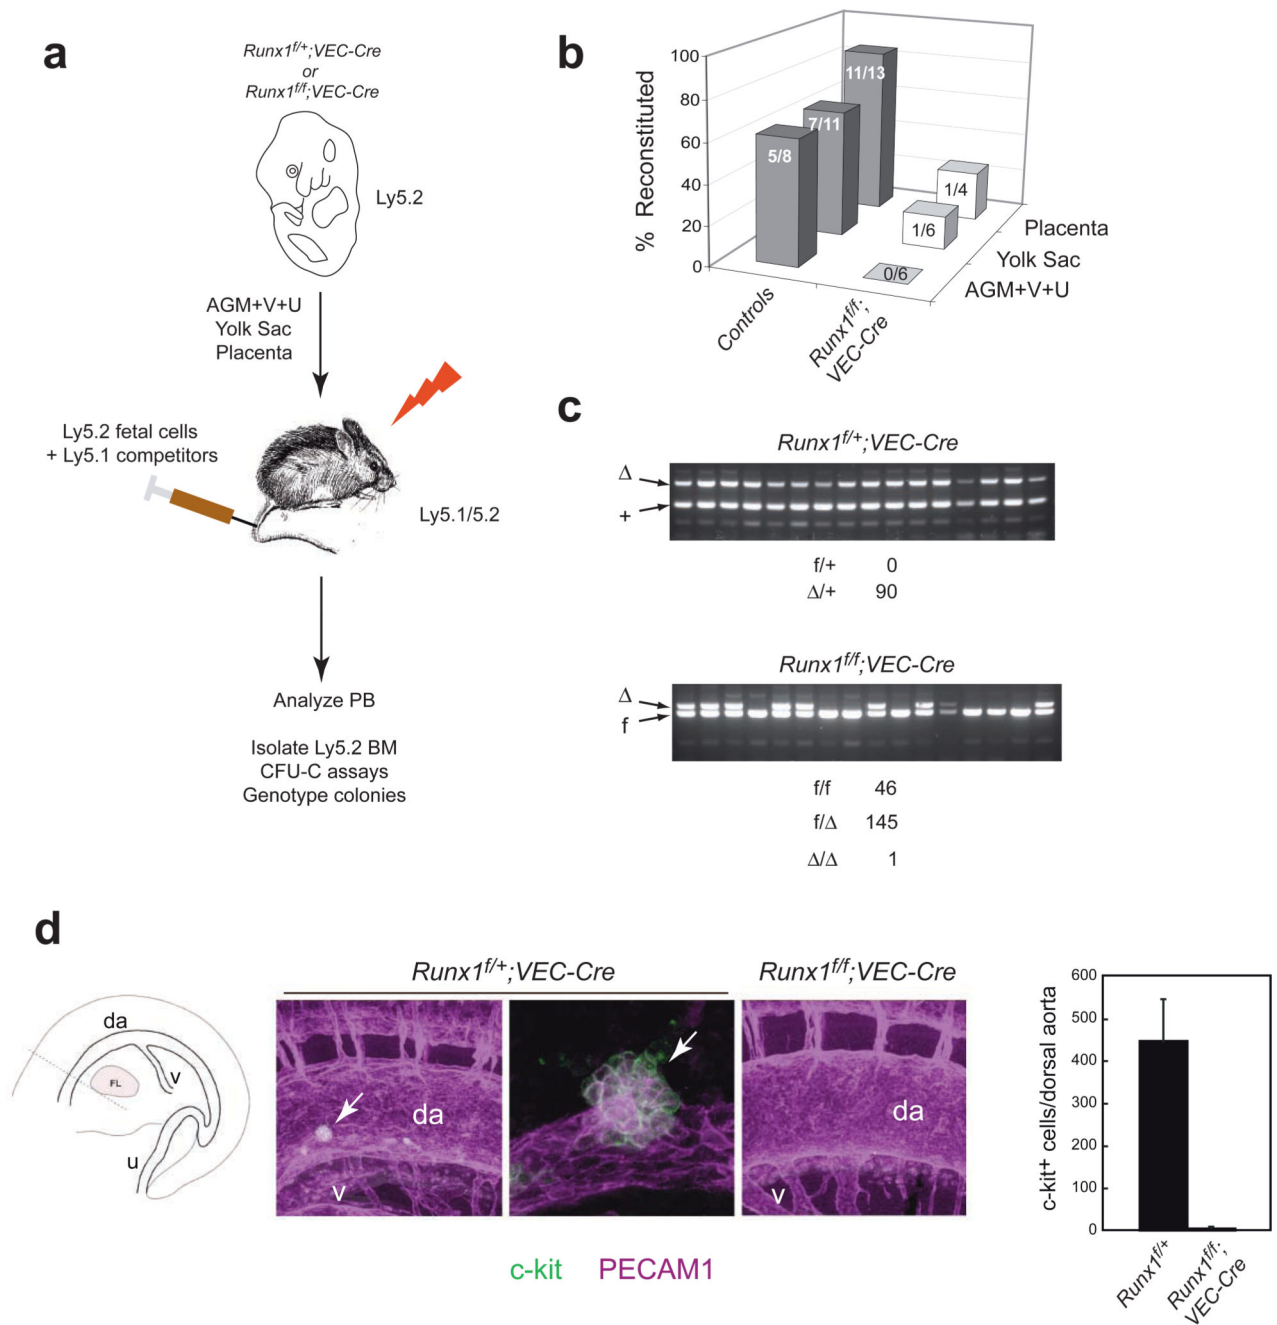 a
Runx1f/+;VEC-Cre
or
Runx1f/f;VEC-Cre
Ly5.2
AGM+V+U
Yolk Sac
Placenta
Ly5.2 fetal cells
+ Ly5.1 competitors
Ly5.1/5.2
Analyze PB
Isolate Ly5.2 BM
CFU-C assays
Genotype colonies
b
% Reconstituted
100
80
60
40
20
0
5/8
7/11
11/13
0/6
1/6
1/4
Placenta
Yolk Sac
AGM+V+U
Controls
Runx1f/f;
VEC-Cre
c
Runx1f/+;VEC-Cre
Δ
+
f/+ 0
Δ/+ 90
Runx1f/f;VEC-Cre
Δ
f
f/f 46
f/Δ 145
Δ/Δ 1
d
da
FL
v
u
Runx1f/+;VEC-Cre
Runx1f/f;VEC-Cre
da
v
da
v
c-kit PECAM1
c-kit+ cells/dorsal aorta
600
500
400
300
200
100
0
Runx1f/+
Runx1f/f;
VEC-Cre